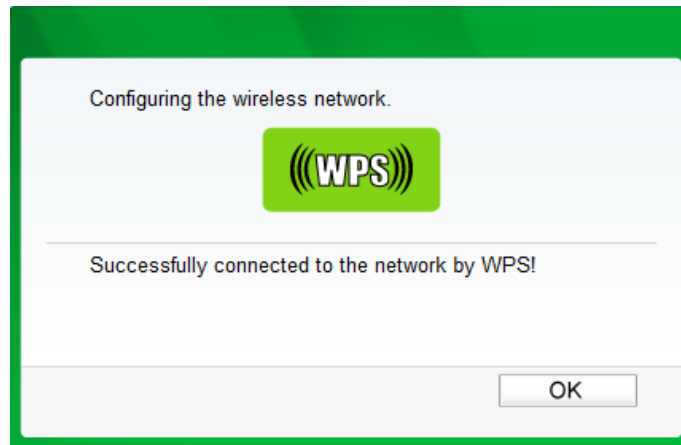 Configuring the wireless network.
WPS
Successfully connected to the network by WPS!
OK